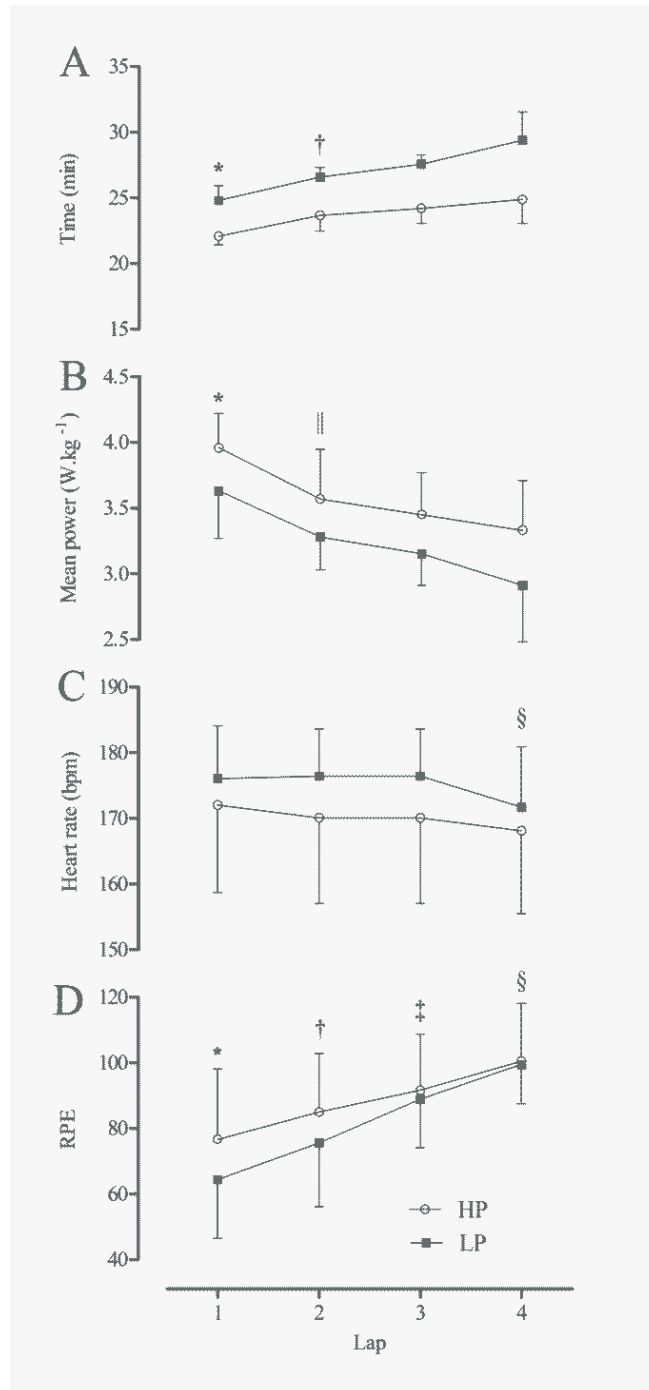 A
35
30
25
20
15
Time (min)
*
†
B
4.5
4.0
3.5
3.0
2.5
Mean power (W.kg⁻¹)
*
||
C
190
180
170
160
150
Heart rate (bpm)
§
D
120
100
80
60
40
RPE
*
†
‡
§
HP
LP
1 2 3 4
Lap